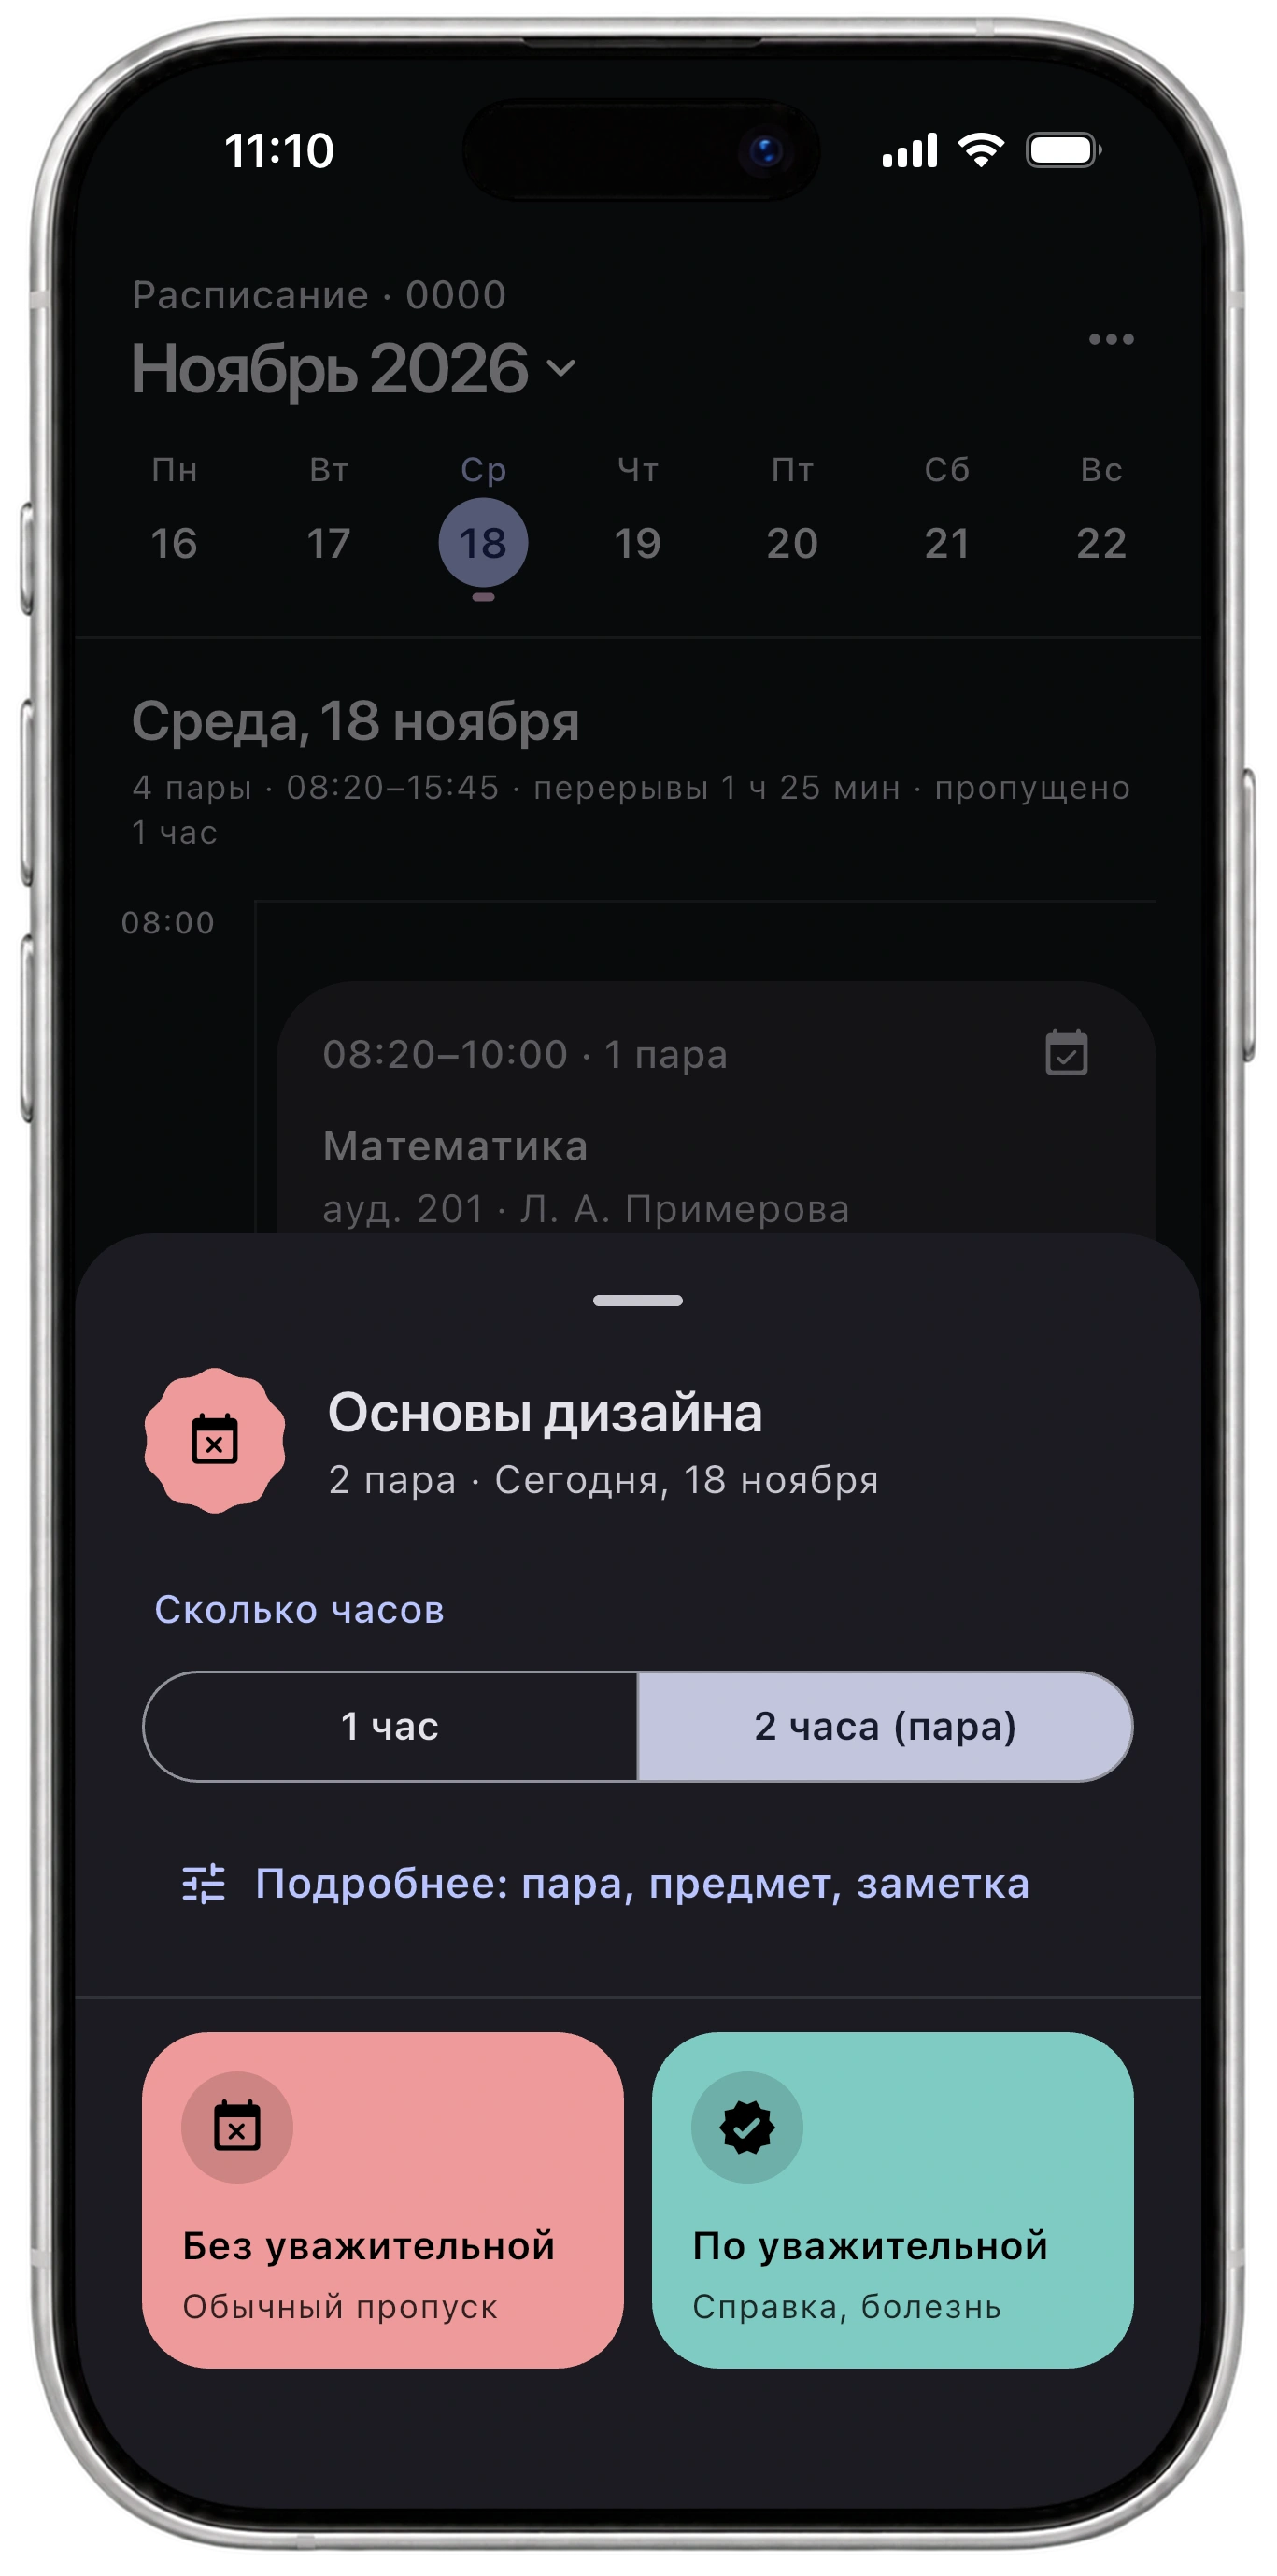 11:10
Расписание · 0000
Ноябрь 2026
Пн Вт Ср Чт Пт Сб Вс
16 17 18 19 20 21 22
Среда, 18 ноября
4 пары · 08:20–15:45 · перерывы 1 ч 25 мин · пропущено
1 час
08:00
08:20–10:00 · 1 пара
Математика
ауд. 201 · Л. А. Примерова
Основы дизайна
2 пара · Сегодня, 18 ноября
Сколько часов
1 час
2 часа (пара)
Подробнее: пара, предмет, заметка
Без уважительной
Обычный пропуск
По уважительной
Справка, болезнь